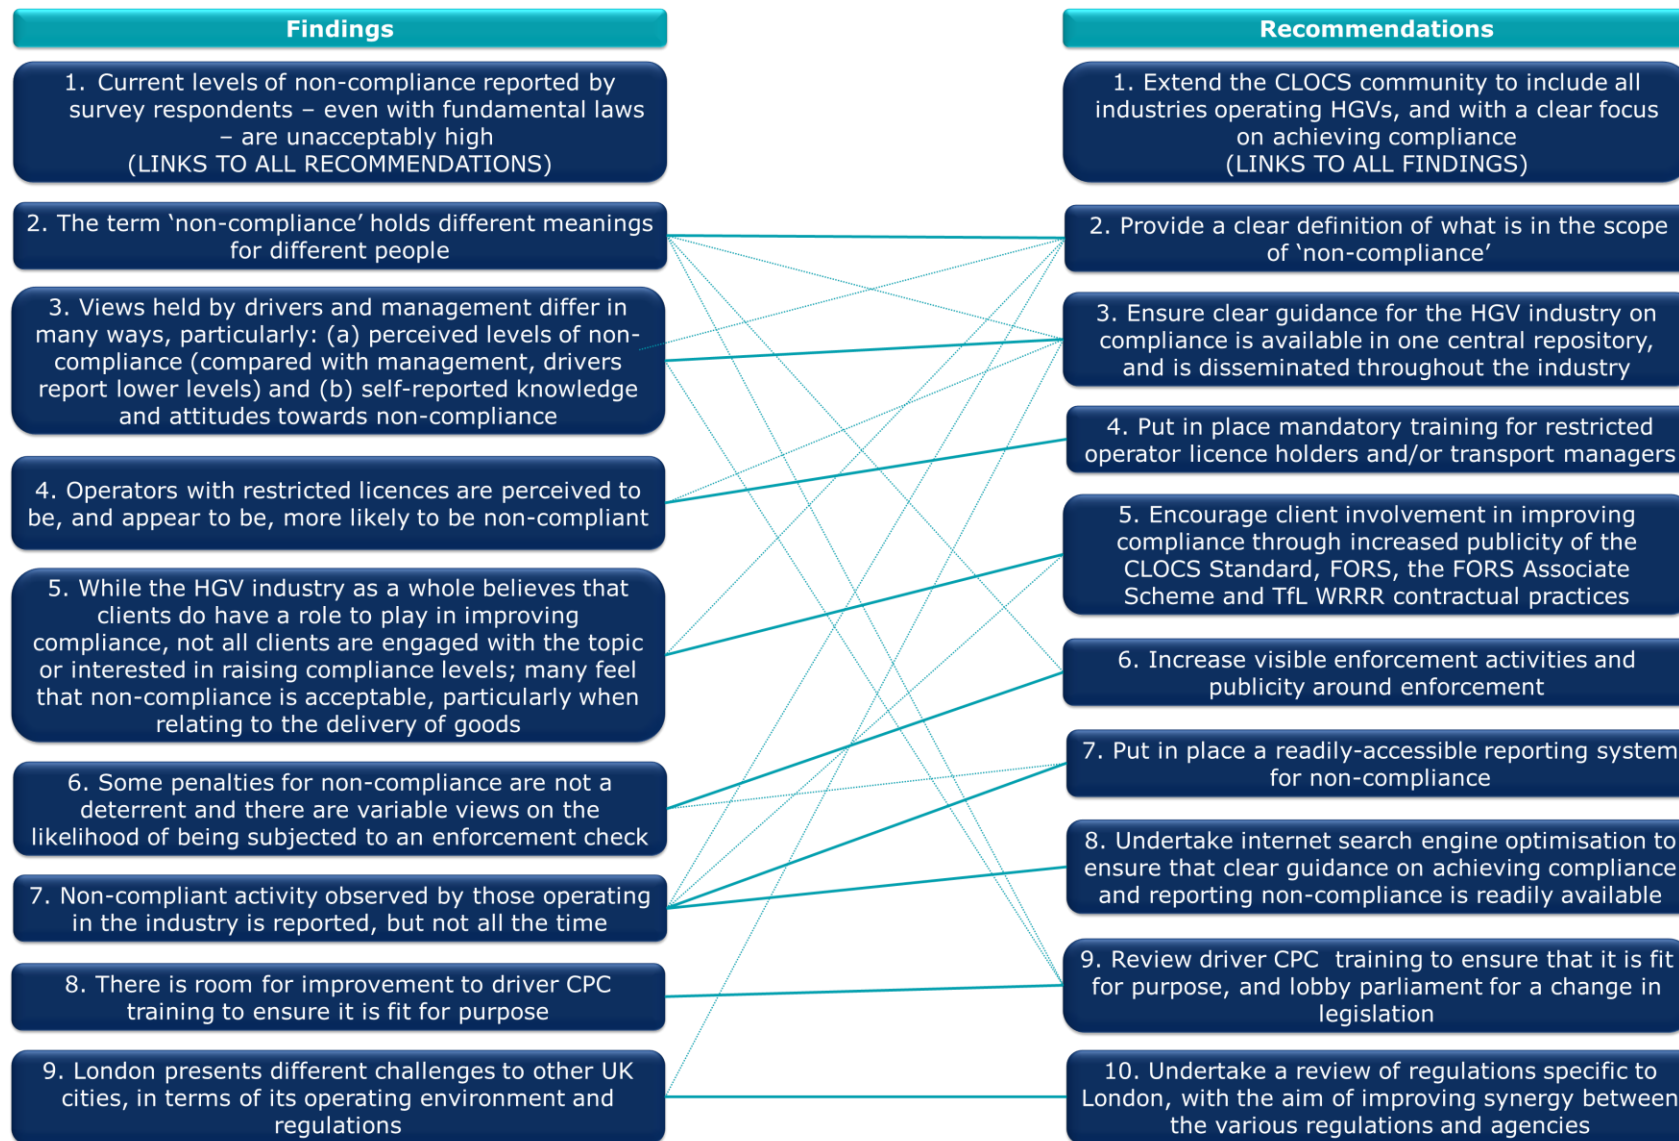 Findings
1. Current levels of non-compliance reported by
survey respondents – even with fundamental laws
– are unacceptably high
(LINKS TO ALL RECOMMENDATIONS)
2. The term ‘non-compliance’ holds different meanings
for different people
3. Views held by drivers and management differ in
many ways, particularly: (a) perceived levels of non-
compliance (compared with management, drivers
report lower levels) and (b) self-reported knowledge
and attitudes towards non-compliance
4. Operators with restricted licences are perceived to
be, and appear to be, more likely to be non-compliant
5. While the HGV industry as a whole believes that
clients do have a role to play in improving
compliance, not all clients are engaged with the topic
or interested in raising compliance levels; many feel
that non-compliance is acceptable, particularly when
relating to the delivery of goods
6. Some penalties for non-compliance are not a
deterrent and there are variable views on the
likelihood of being subjected to an enforcement check
7. Non-compliant activity observed by those operating
in the industry is reported, but not all the time
8. There is room for improvement to driver CPC
training to ensure it is fit for purpose
9. London presents different challenges to other UK
cities, in terms of its operating environment and
regulations
Recommendations
1. Extend the CLOCS community to include all
industries operating HGVs, and with a clear focus
on achieving compliance
(LINKS TO ALL FINDINGS)
2. Provide a clear definition of what is in the scope
of ‘non-compliance’
3. Ensure clear guidance for the HGV industry on
compliance is available in one central repository,
and is disseminated throughout the industry
4. Put in place mandatory training for restricted
operator licence holders and/or transport managers
5. Encourage client involvement in improving
compliance through increased publicity of the
CLOCS Standard, FORS, the FORS Associate
Scheme and TfL WRRR contractual practices
6. Increase visible enforcement activities and
publicity around enforcement
7. Put in place a readily-accessible reporting system
for non-compliance
8. Undertake internet search engine optimisation to
ensure that clear guidance on achieving compliance
and reporting non-compliance is readily available
9. Review driver CPC training to ensure that it is fit
for purpose, and lobby parliament for a change in
legislation
10. Undertake a review of regulations specific to
London, with the aim of improving synergy between
the various regulations and agencies